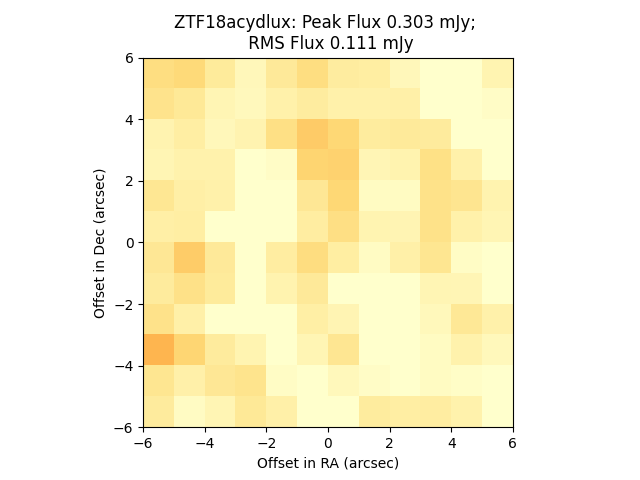 ZTF18acydlux: Peak Flux 0.303 mJy;
RMS Flux 0.111 mJy
6
4
2
0
−2
−4
−6
Offset in Dec (arcsec)
−6 −4 −2 0 2 4 6
Offset in RA (arcsec)